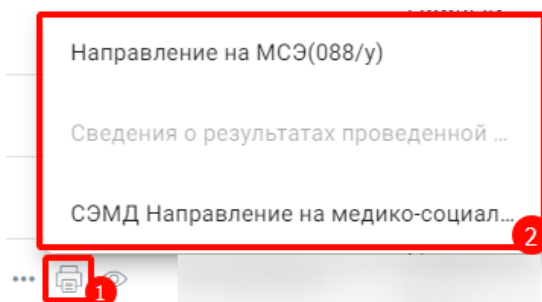 Направление на МСЭ(088/у)
Сведения о результатах проведенной ...
СЭМД Направление на медико-социал...
2
1